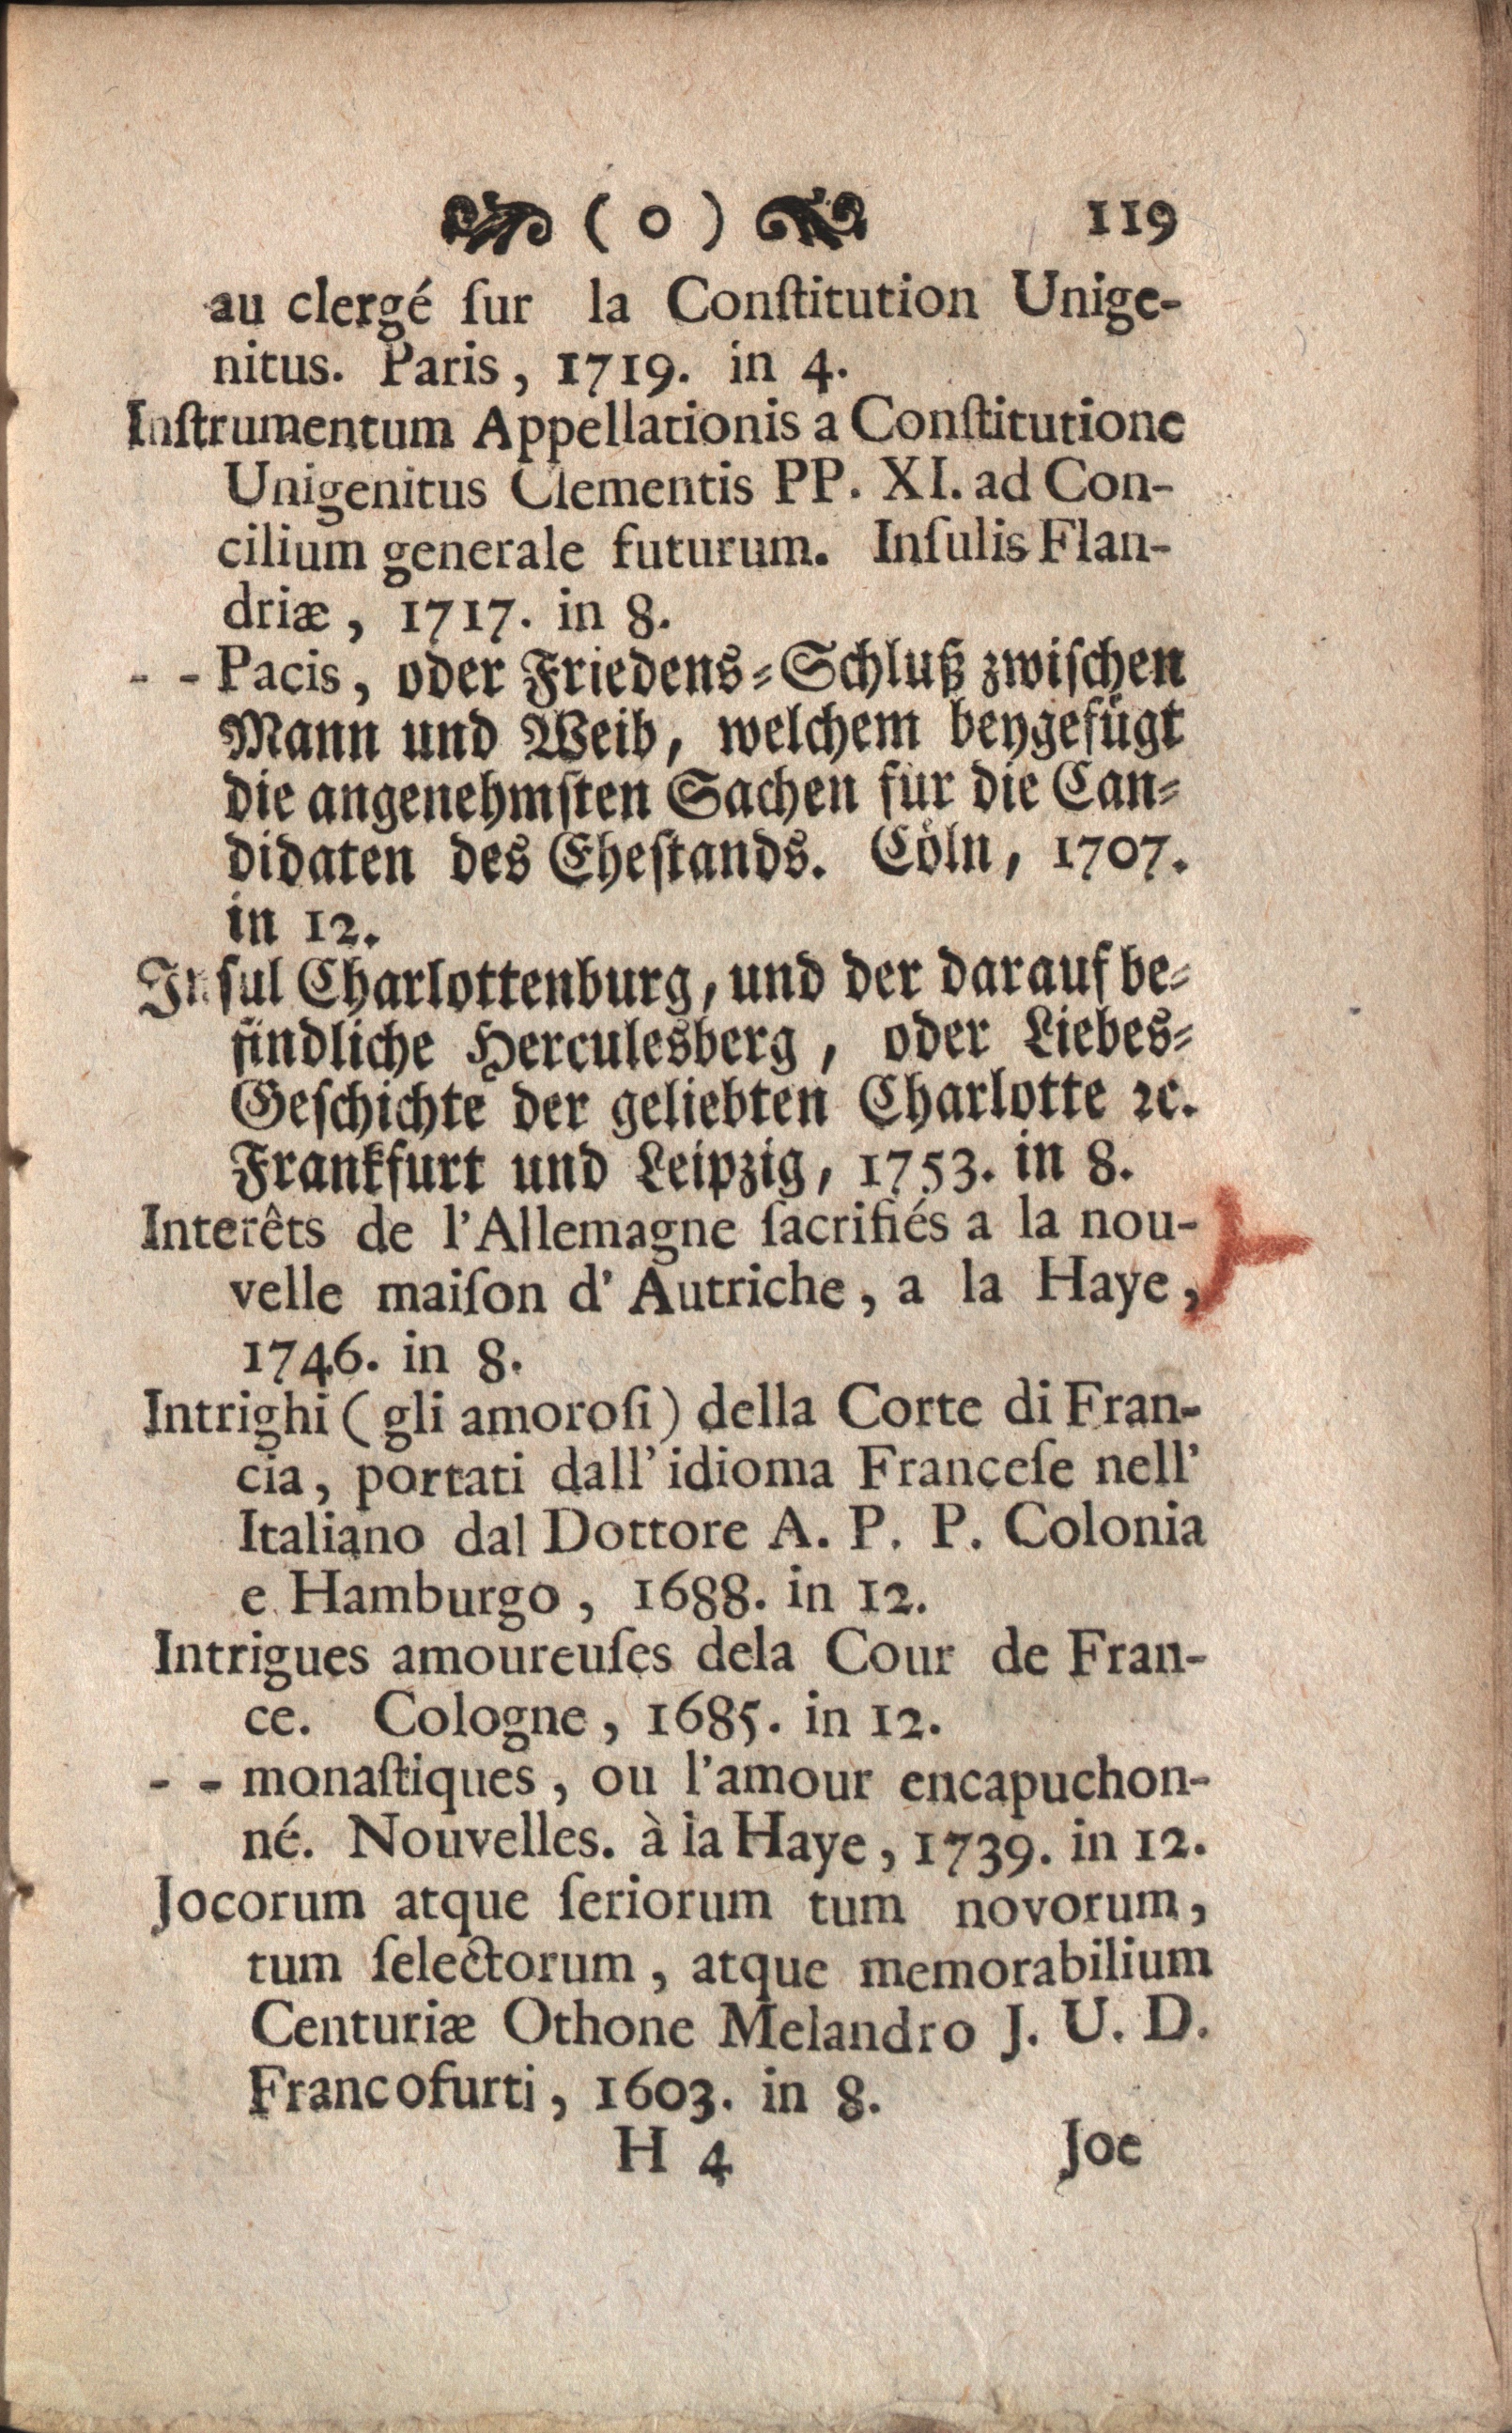 ( o ) 119
au clergé ſur la Conſtitution Unige-
nitus. Paris, 1719. in 4.
Inſtrumentum Appellationis a Conſtitutione
Unigenitus Clementis PP. XI. ad Con-
cilium generale futurum. Inſulis Flan-
driæ, 1717. in 8.
- - Pacis, oder Friedens⸗Schluß zwiſchen
Mann und Weib, welchem beygefügt
die angenehmſten Sachen für die Can⸗
didaten des Eheſtands. Cöln, 1707.
in 12.
Inſul Charlottenburg, und der darauf be⸗
findliche Herculesberg, oder Liebes⸗
Geſchichte der geliebten Charlotte ꝛc.
Frankfurt und Leipzig, 1753. in 8.
Interêts de l'Allemagne ſacrifiés a la nou-
velle maiſon d' Autriche, a la Haye,
1746. in 8.
Intrighi (gli amoroſi) della Corte di Fran-
cia, portati dall' idioma Franceſe nell'
Italiano dal Dottore A. P. P. Colonia
e Hamburgo, 1688. in 12.
Intrigues amoureuſes dela Cour de Fran-
ce. Cologne, 1685. in 12.
- - monaſtiques, ou l'amour encapuchon-
né. Nouvelles. à la Haye, 1739. in 12.
Jocorum atque ſeriorum tum novorum,
tum ſelectorum, atque memorabilium
Centuriæ Othone Melandro J. U. D.
Francofurti, 1603. in 8.
H 4 Joe